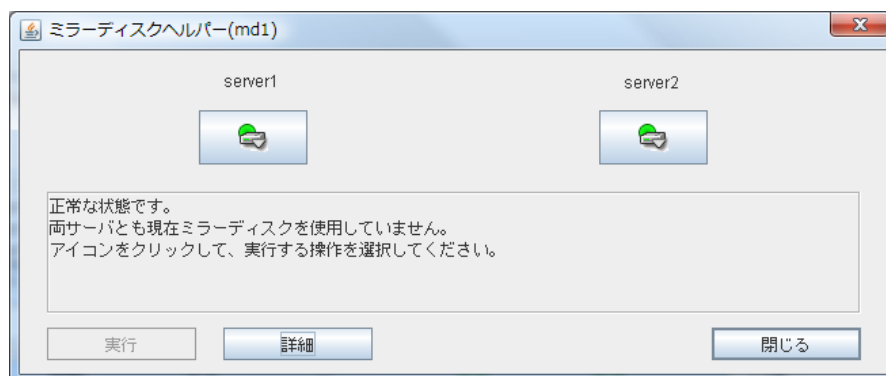 ミラーディスクヘルパー(md1)
server1
server2
正常な状態です。
両サーバとも現在ミラーディスクを使用していません。
アイコンをクリックして、実行する操作を選択してください。
実行
詳細
閉じる